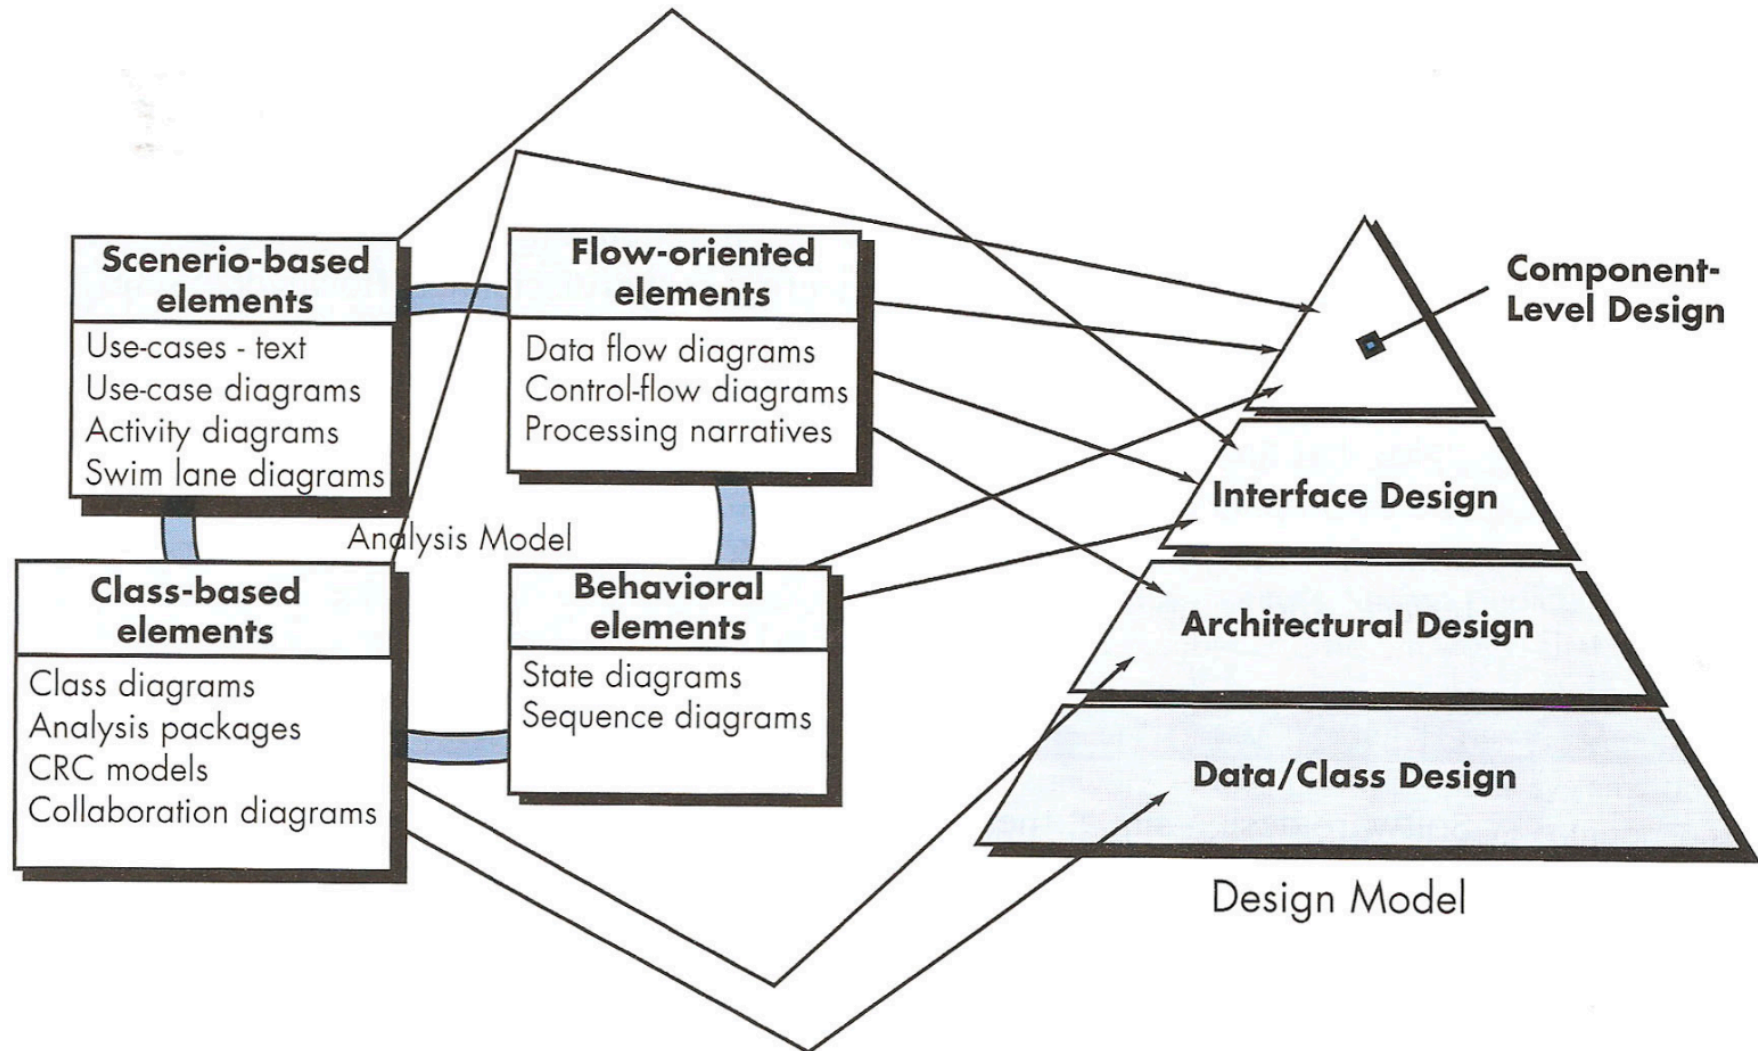 Scenerio-based
elements
Use-cases - text
Use-case diagrams
Activity diagrams
Swim lane diagrams
Flow-oriented
elements
Data flow diagrams
Control-flow diagrams
Processing narratives
Analysis Model
Class-based
elements
Class diagrams
Analysis packages
CRC models
Collaboration diagrams
Behavioral
elements
State diagrams
Sequence diagrams
Component-
Level Design
Interface Design
Architectural Design
Data/Class Design
Design Model